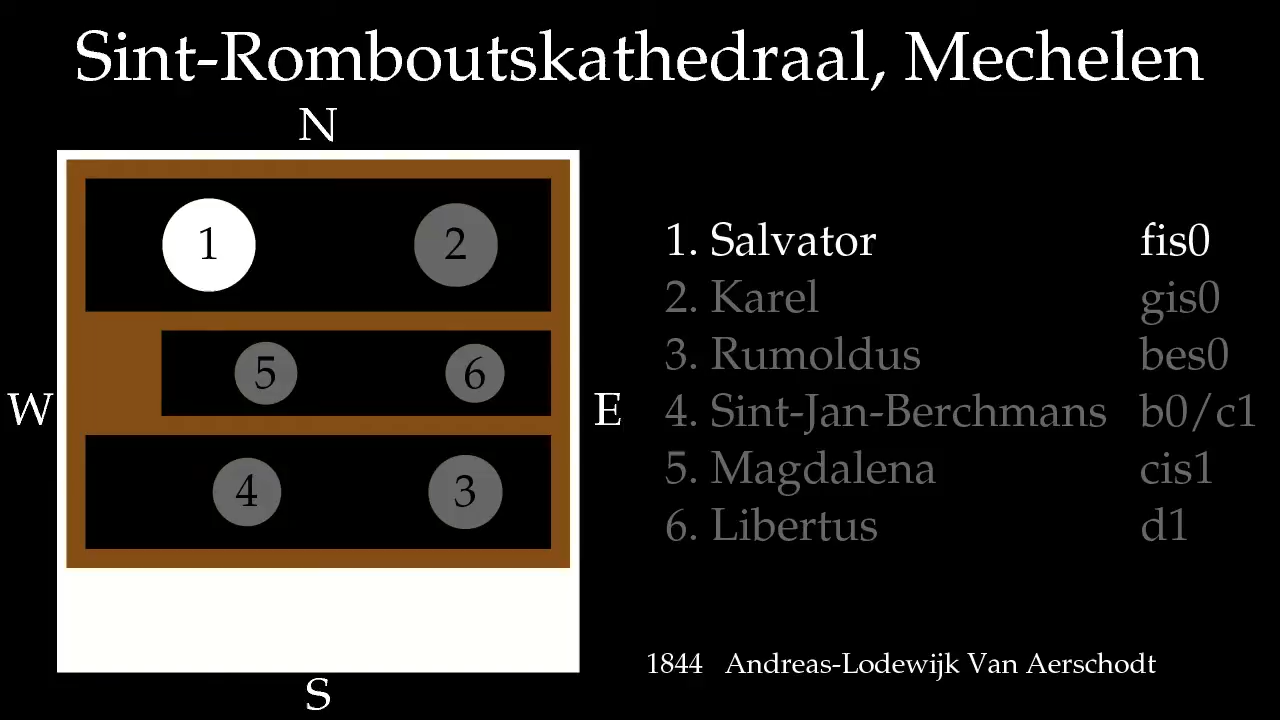 Sint-Romboutskathedraal, Mechelen
N
1 2
5 6
W E
4 3
S
1. Salvator fis0
2. Karel gis0
3. Rumoldus bes0
4. Sint-Jan-Berchmans b0/c1
5. Magdalena cis1
6. Libertus d1
1844 Andreas-Lodewijk Van Aerschodt